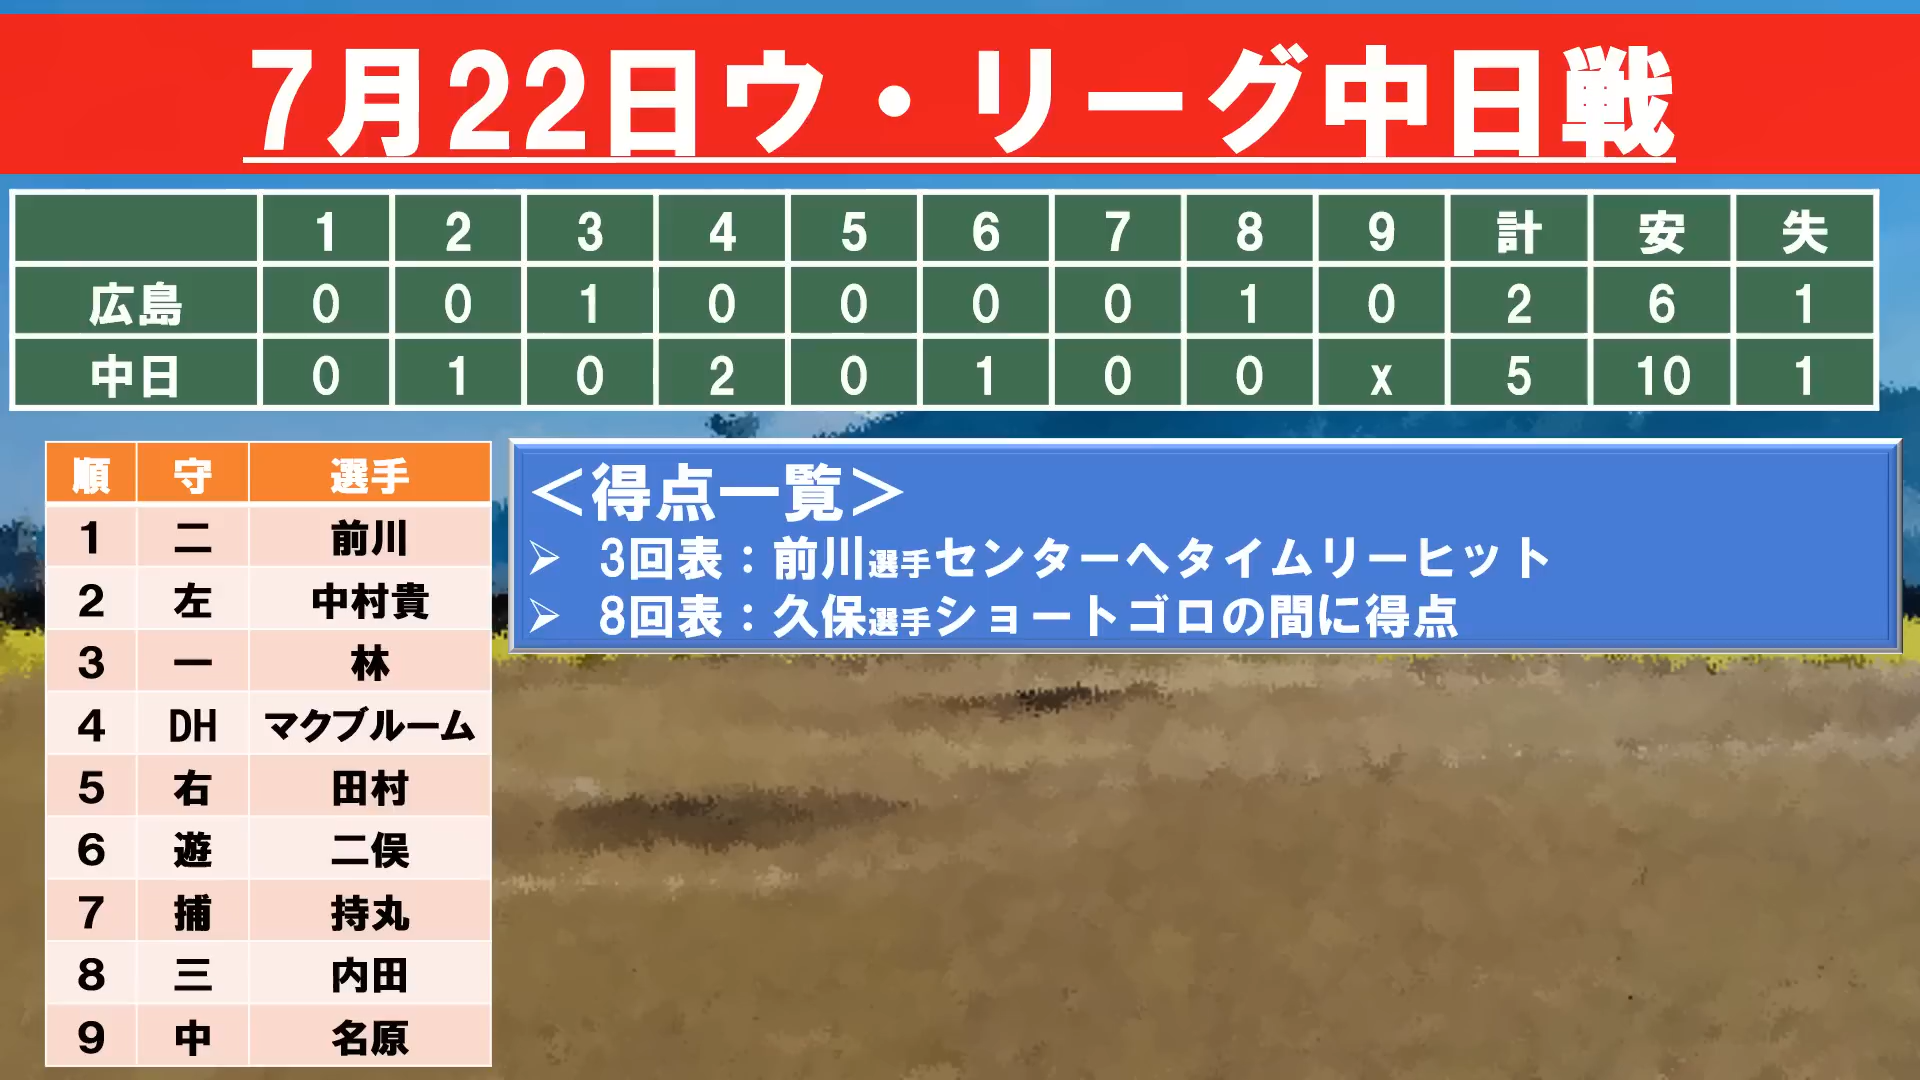 7月22日ウ・リーグ中日戦
1 2 3 4 5 6 7 8 9 計 安 失
広島 0 0 1 0 0 0 0 1 0 2 6 1
中日 0 1 0 2 0 1 0 0 x 5 10 1
順 守 選手
1 二 前川
2 左 中村貴
3 一 林
4 DH マクブルーム
5 右 田村
6 遊 二俣
7 捕 持丸
8 三 内田
9 中 名原
＜得点一覧＞
➢ 3回表：前川選手センターへタイムリーヒット
➢ 8回表：久保選手ショートゴロの間に得点